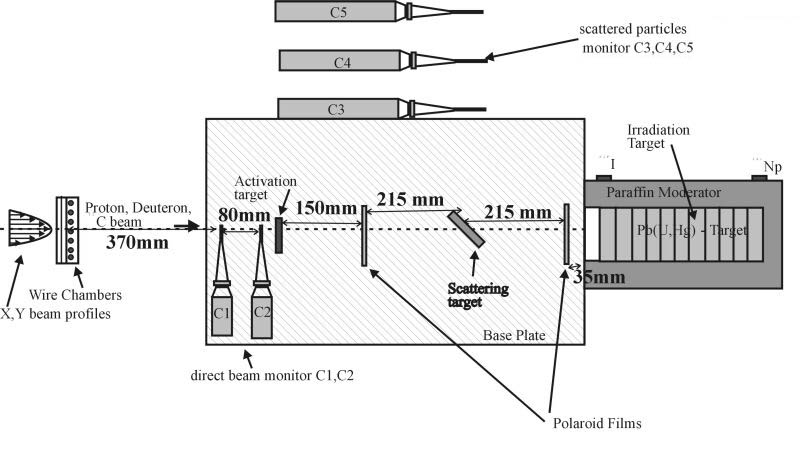 C5
scattered particles
monitor C3,C4,C5
C4
C3
Irradiation
Target
...I
...Np
Activation
target
Paraffin Moderator
Proton, Deuteron,
C beam
370mm
80mm
150mm
215 mm
215 mm
Pb(U,Hg) - Target
35mm
Scattering
target
Wire Chambers
X,Y beam profiles
C1
C2
Base Plate
direct beam monitor C1,C2
Polaroid Films